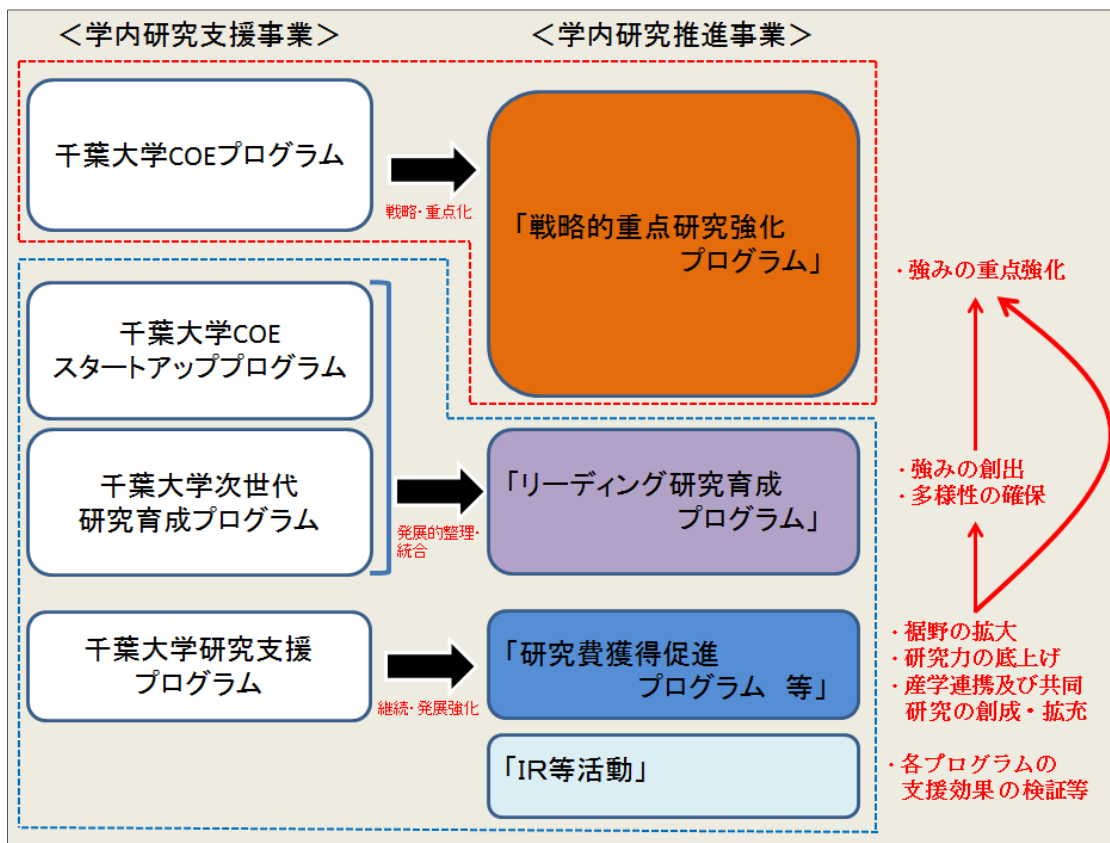 ＜学内研究支援事業＞
＜学内研究推進事業＞
千葉大学COEプログラム
戦略・重点化
「戦略的重点研究強化
プログラム」
千葉大学COE
スタートアッププログラム
千葉大学次世代
研究育成プログラム
発展的整理・
統合
「リーディング研究育成
プログラム」
千葉大学研究支援
プログラム
継続・発展強化
「研究費獲得促進
プログラム　等」
「IR等活動」
・強みの重点強化
・強みの創出
・多様性の確保
・裾野の拡大
・研究力の底上げ
・産学連携及び共同
研究の創成・拡充
・各プログラムの
支援効果の検証等